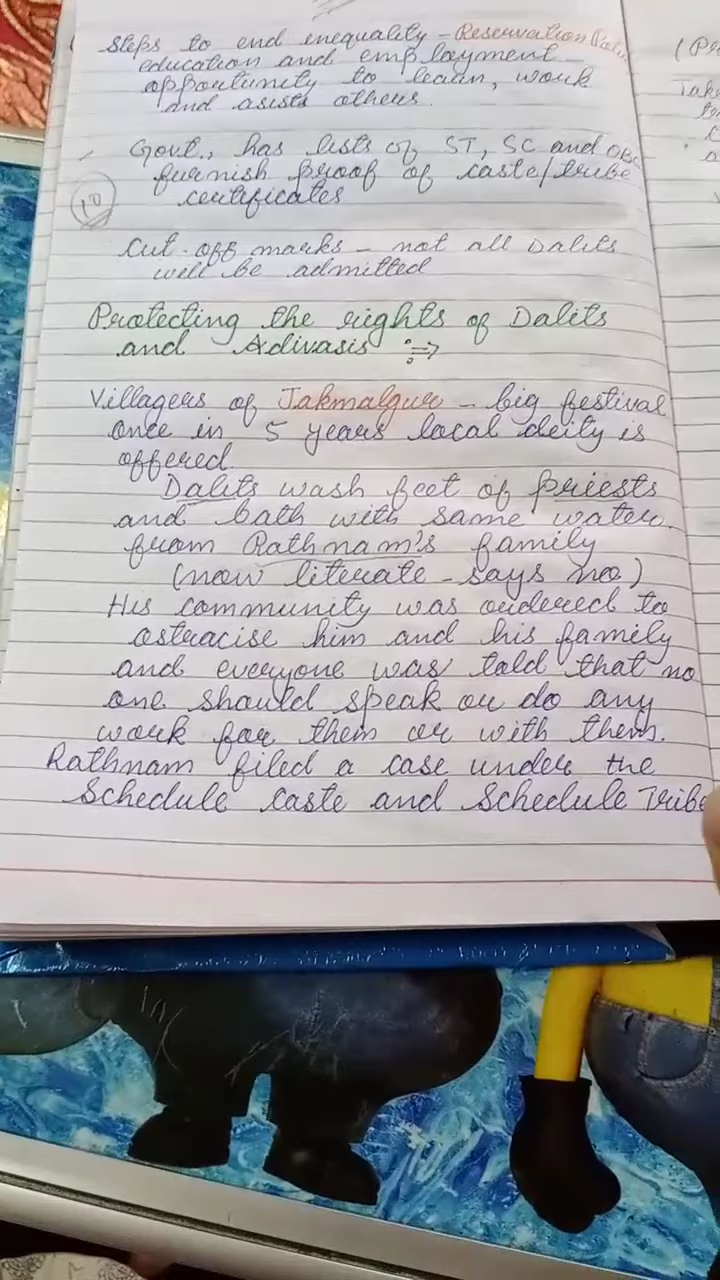 Steps to end inequality - Reservation
education and employment -
opportunity to learn, work
and asists others.
Govt., has lists of ST, SC and OBC
furnish proof of caste/tribe
certificates
10
Cut-off marks - not all Dalits
will be admitted
Protecting the rights of Dalits
and Adivasis ⇒
Villagers of Jakmalgur - big festival
once in 5 years local deity is
offered.
Dalits wash feet of priests
and bath with same water.
from Rathnam's family
(now literate - says no)
His community was ordered to
ostracise him and his family
and everyone was told that no
one should speak or do any
work for them or with them.
Rathnam filed a case under the
Schedule caste and Schedule Tribe